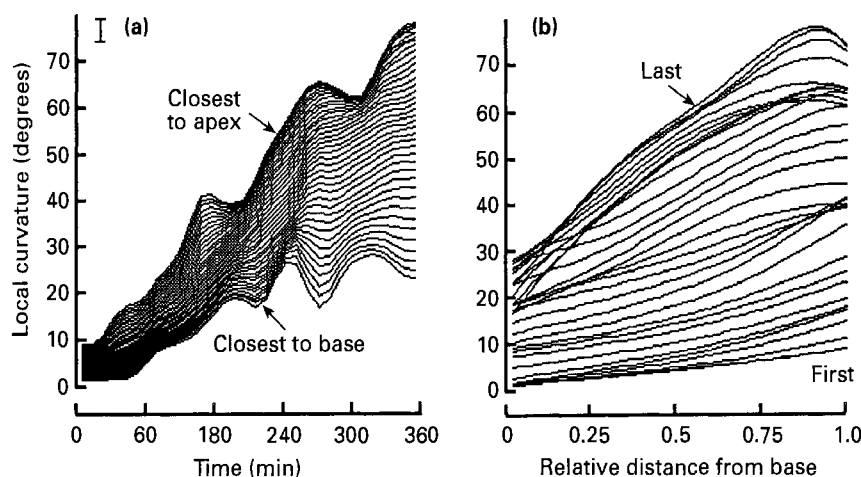 (a)
Local curvature (degrees)
70
60
50
40
30
20
10
0
Closest
to apex
Closest to base
0 60 180 240 300 360
Time (min)
(b)
70
60
50
40
30
20
10
0
Last
First
0 0.25 0.5 0.75 1.0
Relative distance from base